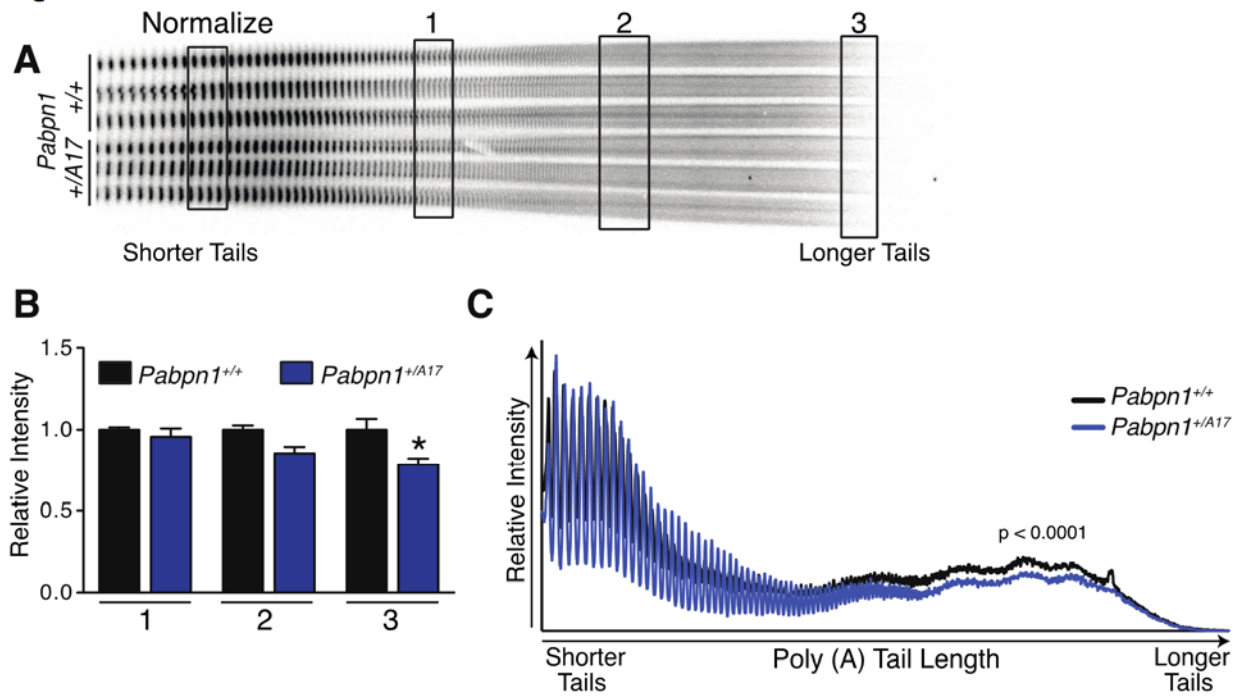 Normalize 1 2 3
A
Pabpn1
+/+
+/A17
Shorter Tails Longer Tails
B
1.5
1.0
0.5
0.0
Relative Intensity
Pabpn1+/+ Pabpn1+/A17
*
1 2 3
C
Relative Intensity
Pabpn1+/+
Pabpn1+/A17
p < 0.0001
Shorter
Tails
Poly (A) Tail Length
Longer
Tails